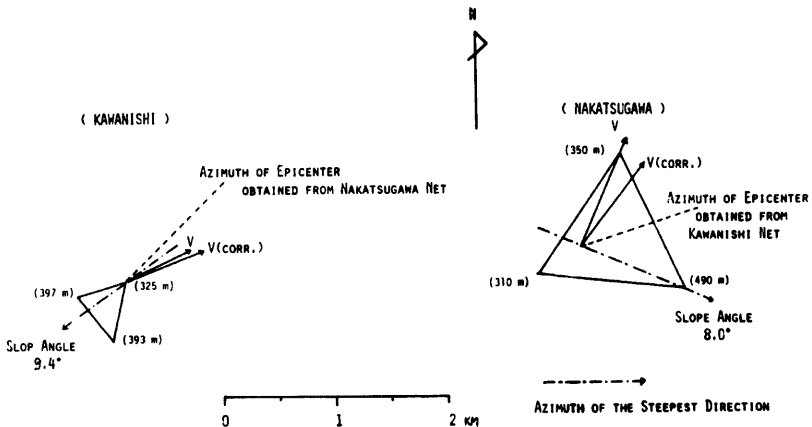 N
( KAWANISHI )
AZIMUTH OF EPICENTER
OBTAINED FROM NAKATSUGAWA NET
V
V(CORR.)
(397 m)
(325 m)
(393 m)
SLOP ANGLE
9.4°
( NAKATSUGAWA )
V
(350 m)
V(CORR.)
AZIMUTH OF EPICENTER
OBTAINED FROM
KAWANISHI NET
(310 m)
(490 m)
SLOPE ANGLE
8.0°
0 1 2 KM
AZIMUTH OF THE STEEPEST DIRECTION